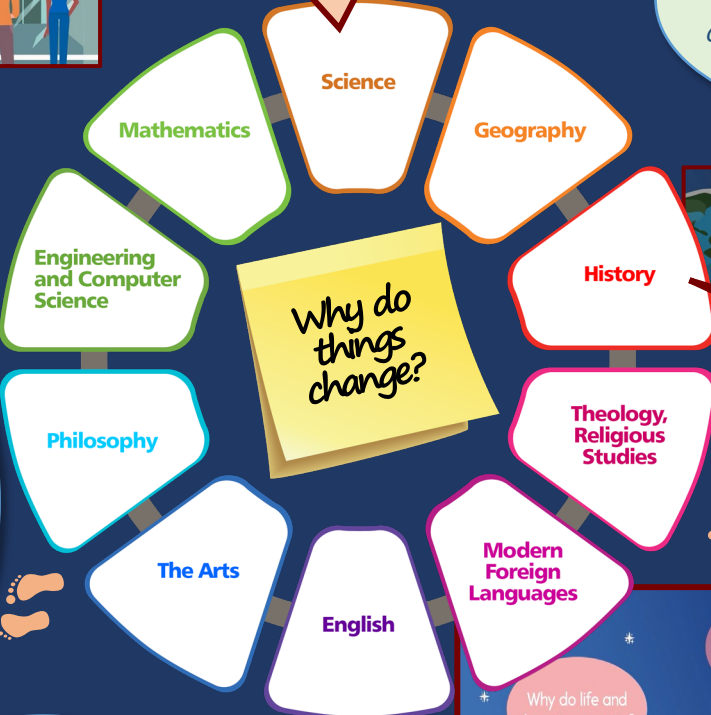 Science
Mathematics
Geography
Engineering
and Computer
Science
History
Why do
things
change?
Philosophy
Theology,
Religious
Studies
The Arts
Modern
Foreign
Languages
English
Why do life and